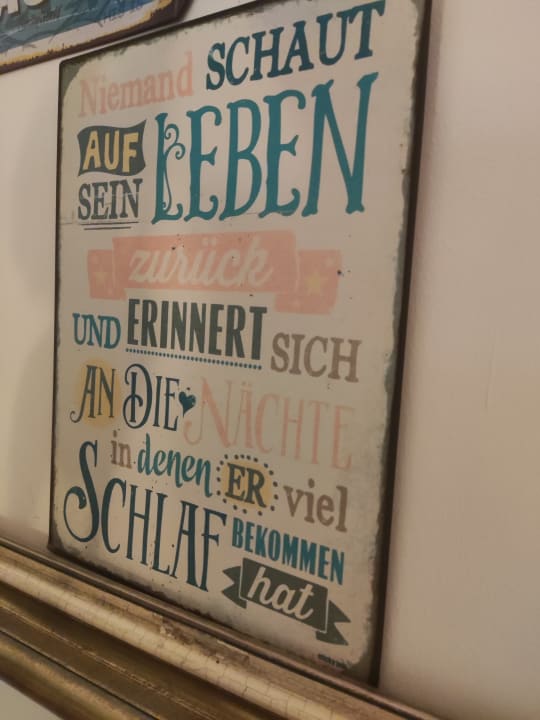 Niemand SCHAUT
AUF
SEIN LEBEN
zurück
UND ERINNERT SICH
AN DIE NÄCHTE
in denen ER viel
SCHLAF BEKOMMEN
hat